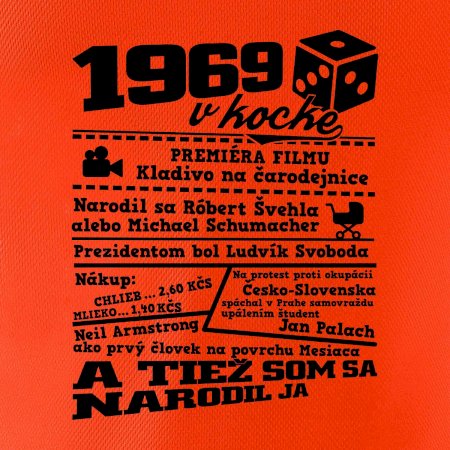 1969
v kocke
PREMIÉRA FILMU
Kladivo na čarodejnice
Narodil sa Róbert Švehla
alebo Michael Schumacher
Prezidentom bol Ludvík Svoboda
Nákup:
CHLIEB ... 2,60 KČS
MLIEKO ... 1,40 KČS
Na protest proti okupácii
Česko-Slovenska
spáchal v Prahe samovraždu
upálením študent
Jan Palach
Neil Armstrong
ako prvý človek na povrchu Mesiaca
A TIEŽ SOM SA
NARODIL JA